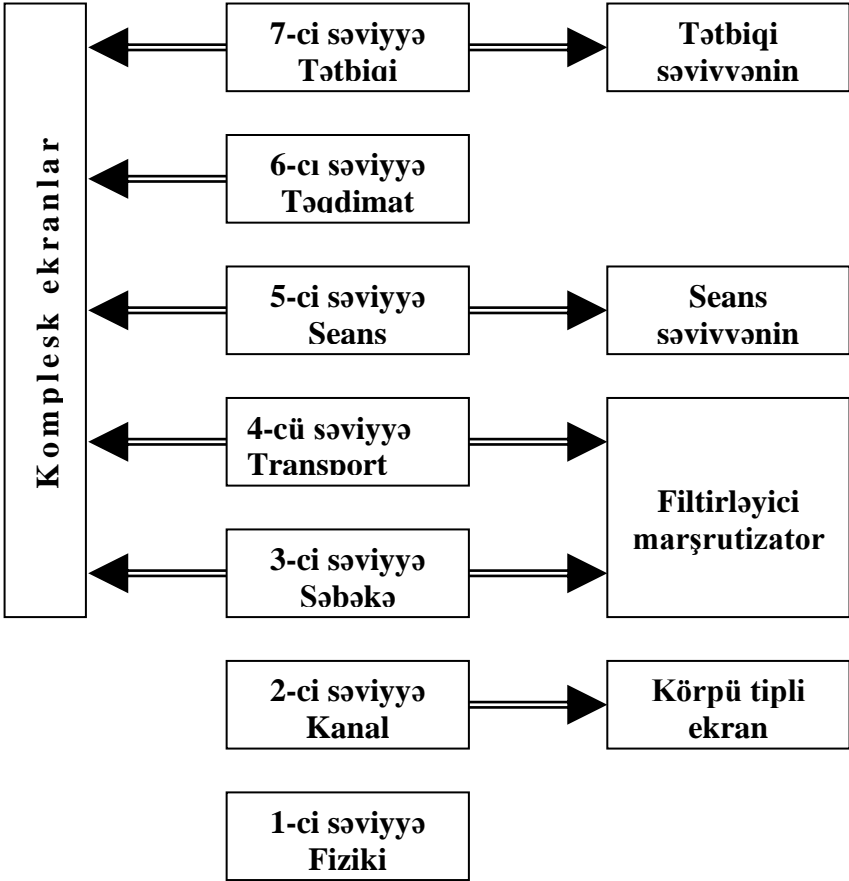 Komplesk ekranlar
7-ci səviyyə
Tətbiqi
Tətbiqi
səviyyənin
6-cı səviyyə
Təqdimat
5-ci səviyyə
Seans
Seans
səviyyənin
4-cü səviyyə
Transport
Filtirləyici
marşrutizator
3-ci səviyyə
Səbəkə
2-ci səviyyə
Kanal
Körpü tipli
ekran
1-ci səviyyə
Fiziki